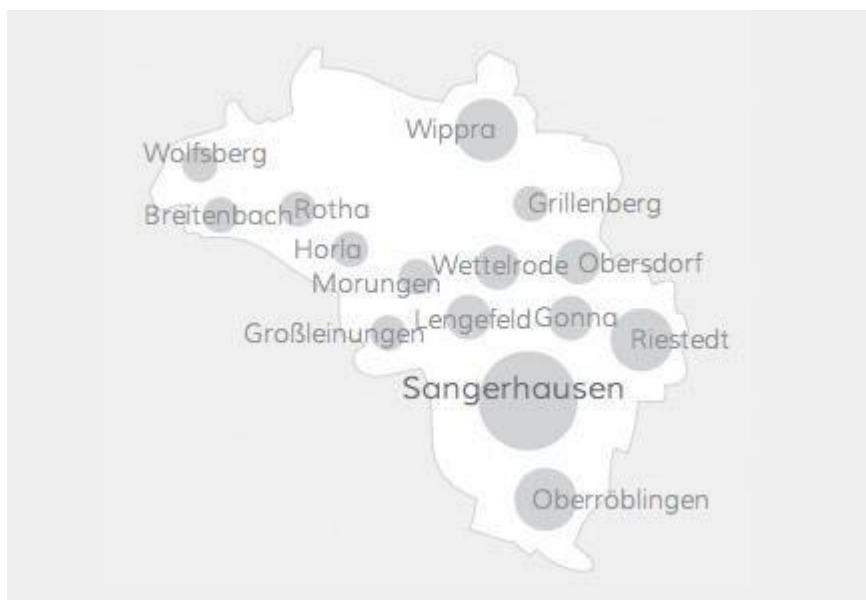 Wippra
Wolfsberg
Grillenberg
Breitenbach
Rotha
Horla
Wettelrode
Obersdorf
Morungen
Lengefeld
Gonna
Großleinungen
Riestedt
Sangerhausen
Oberröblingen